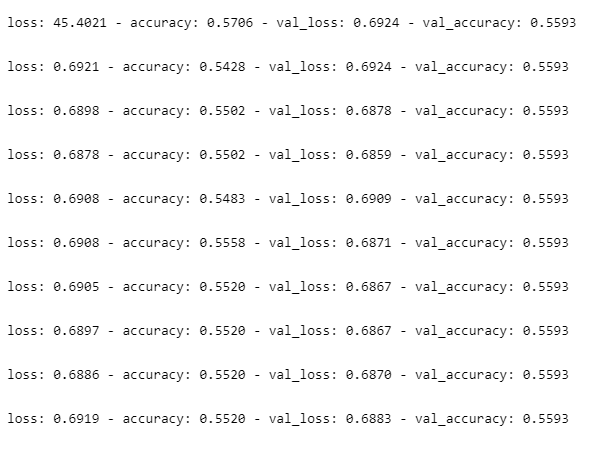 loss: 45.4021 - accuracy: 0.5706 - val_loss: 0.6924 - val_accuracy: 0.5593
loss: 0.6921 - accuracy: 0.5428 - val_loss: 0.6924 - val_accuracy: 0.5593
loss: 0.6898 - accuracy: 0.5502 - val_loss: 0.6878 - val_accuracy: 0.5593
loss: 0.6878 - accuracy: 0.5502 - val_loss: 0.6859 - val_accuracy: 0.5593
loss: 0.6908 - accuracy: 0.5483 - val_loss: 0.6909 - val_accuracy: 0.5593
loss: 0.6908 - accuracy: 0.5558 - val_loss: 0.6871 - val_accuracy: 0.5593
loss: 0.6905 - accuracy: 0.5520 - val_loss: 0.6867 - val_accuracy: 0.5593
loss: 0.6897 - accuracy: 0.5520 - val_loss: 0.6867 - val_accuracy: 0.5593
loss: 0.6886 - accuracy: 0.5520 - val_loss: 0.6870 - val_accuracy: 0.5593
loss: 0.6919 - accuracy: 0.5520 - val_loss: 0.6883 - val_accuracy: 0.5593